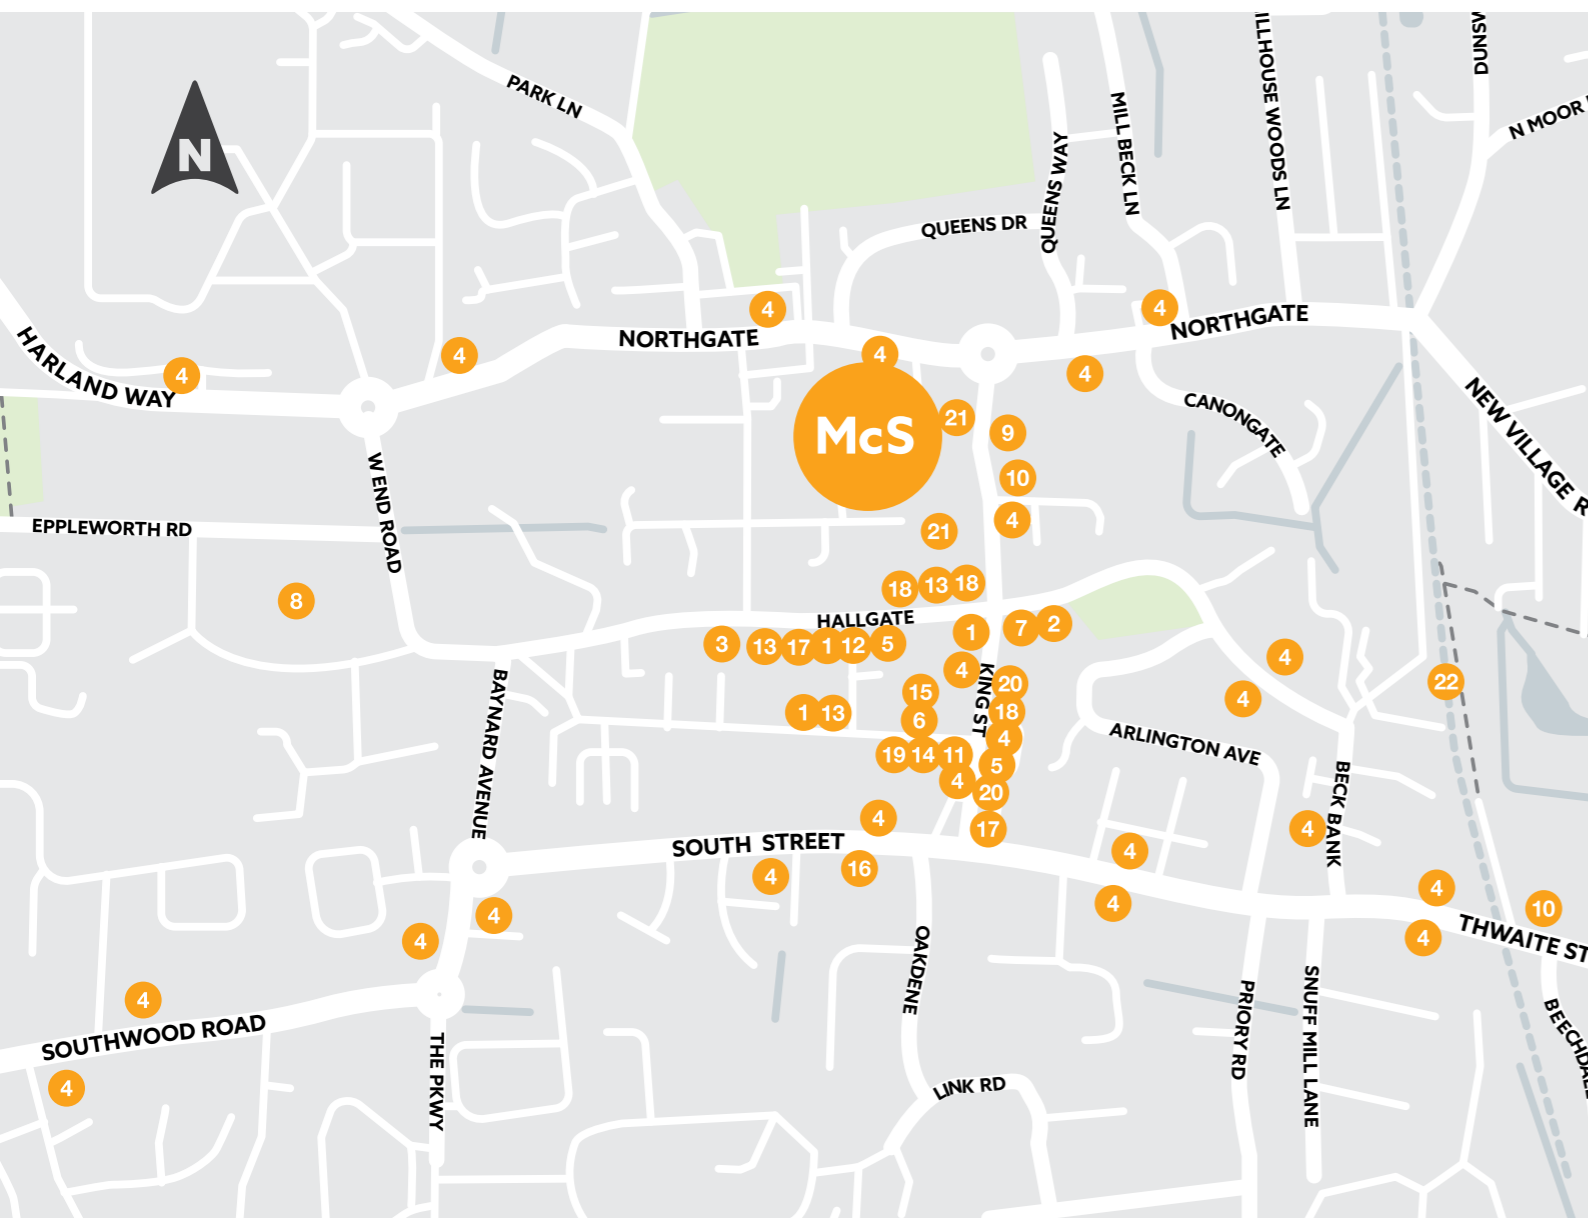 ILLHOUSE WOODS LN
DUNSW
PARK LN
MILL BECK LN
N MOOR
N
QUEENS WAY
QUEENS DR
4
4
NORTHGATE
NORTHGATE
HARLAND WAY
4
4
4
4
McS
21
9
CANONGATE
NEW VILLAGE R
10
4
W END ROAD
EPPLEWORTH RD
21
8
18
13
18
HALLGATE
3
13
17
1
12
5
1
7
2
4
4
4
22
KING ST
20
15
18
1
13
6
4
BAYNARD AVENUE
ARLINGTON AVE
19
14
11
5
4
20
BECK BANK
4
17
4
SOUTH STREET
4
16
4
4
4
4
10
4
4
4
THWAITE ST
OAKDENE
4
SOUTHWOOD ROAD
4
THE PKWY
PRIORY RD
SNUFF MILL LANE
BEECHDALE
LINK RD